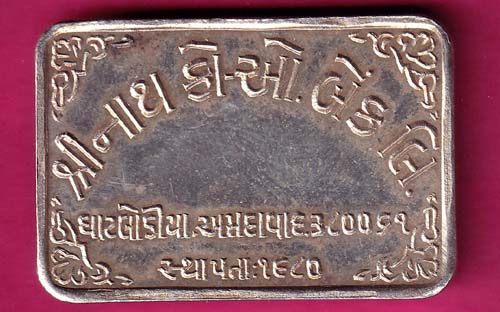 શ્રીનાથ કો-ઓ. બેંક લિ.
ઘાટલોડીયા.અમદાવાદ.૩૮૦૦૬૧
સ્થાપના:૧૯૮૦